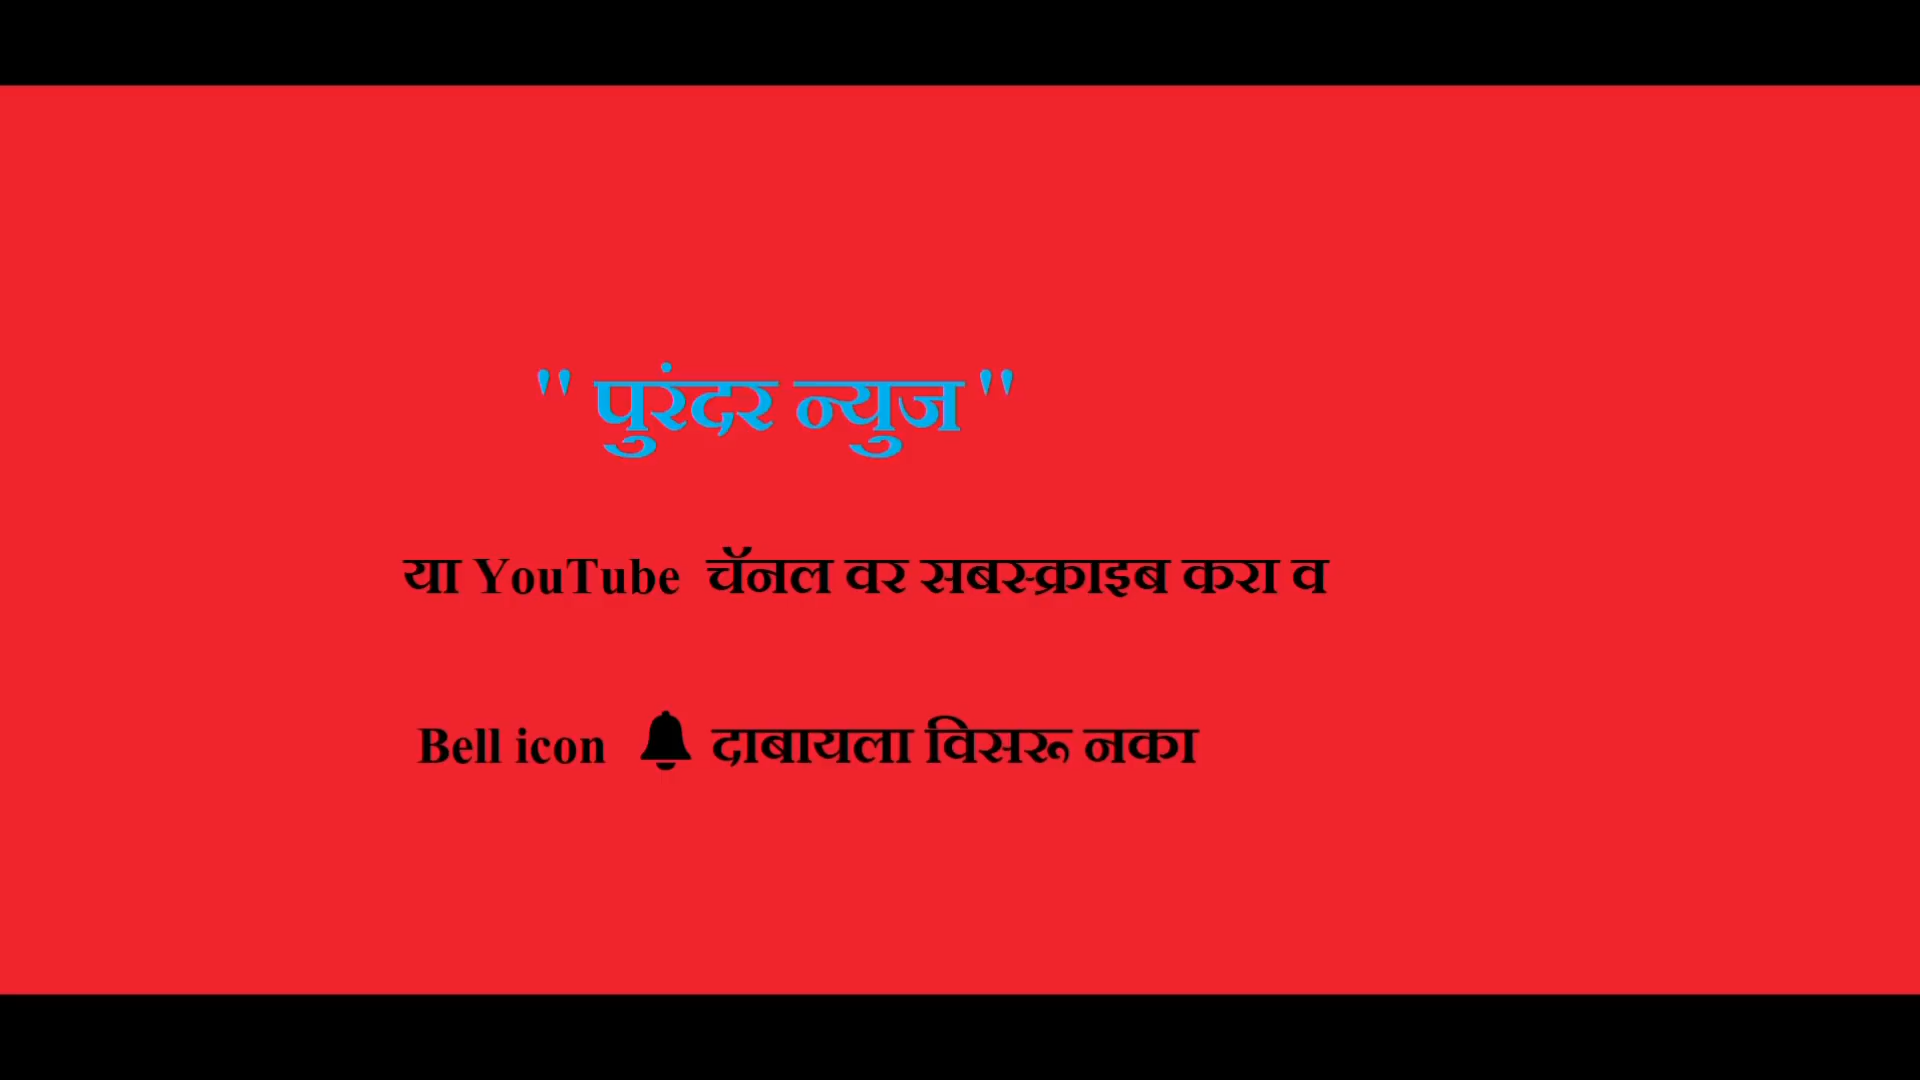 " पुरंदर न्युज "
या YouTube चॅनल वर सबस्क्राइब करा व
Bell icon 🔔 दाबायला विसरू नका